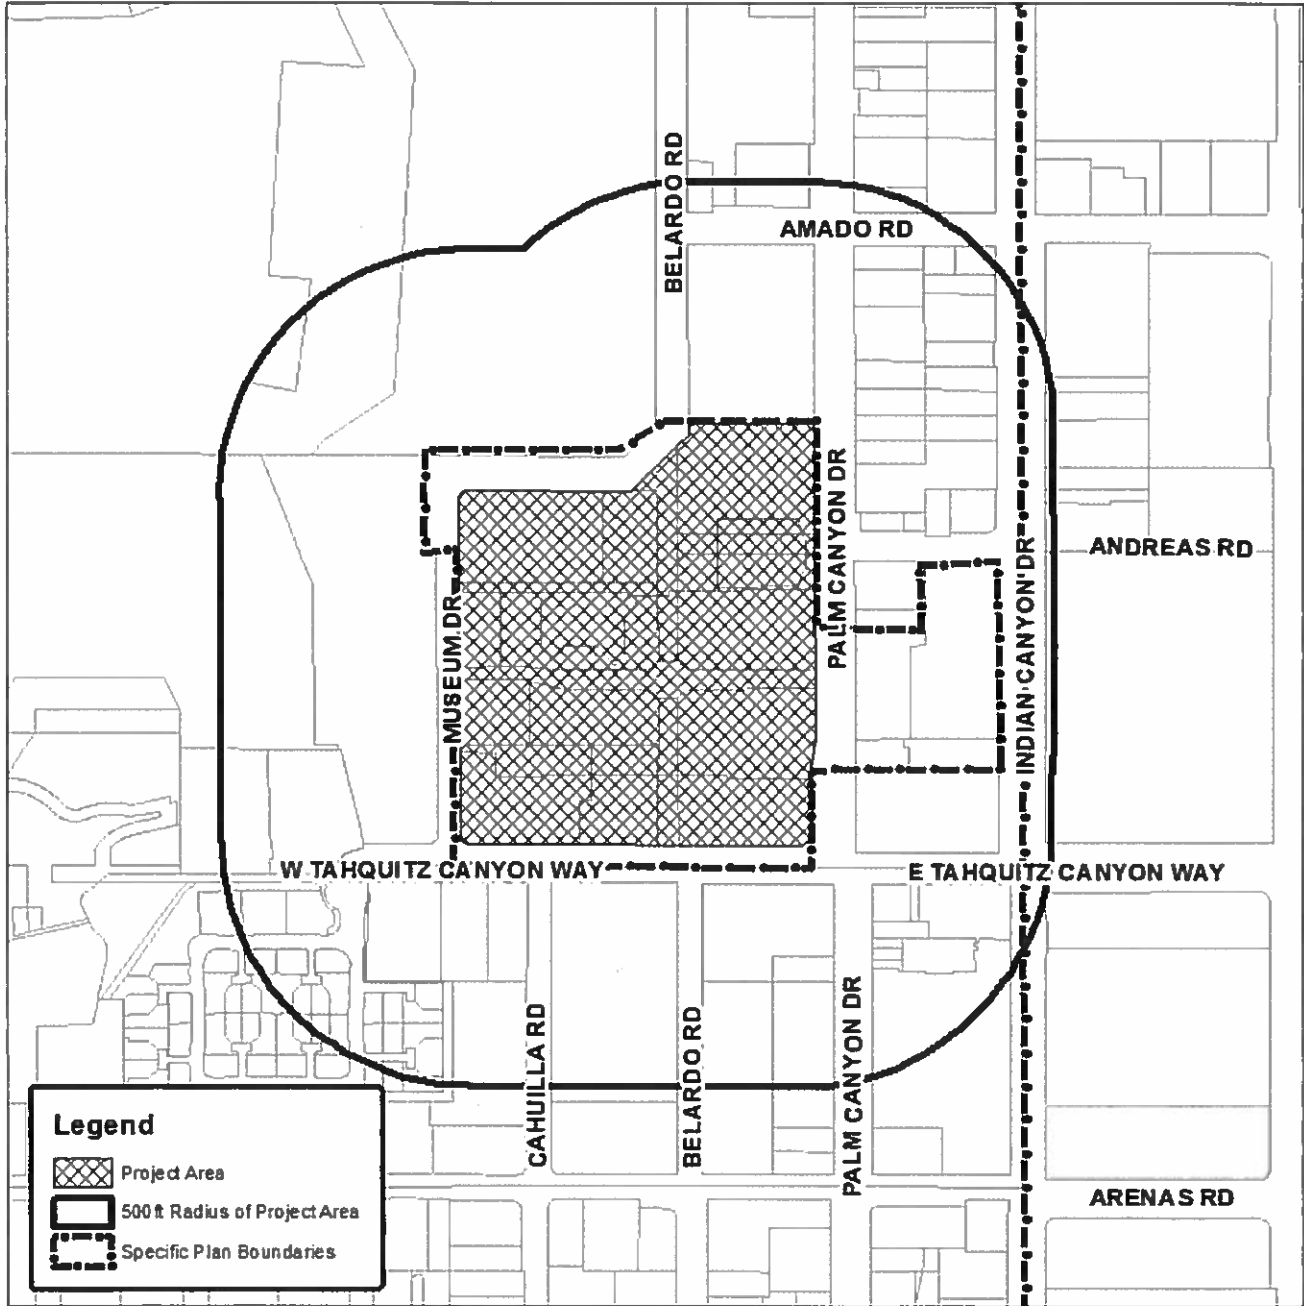 BELARDO RD
AMADO RD
PALM CANYON DR
ANDREAS RD
INDIAN CANYON DR
MUSEUM DR
W TAHQUITZ CANYON WAY
E TAHQUITZ CANYON WAY
CAHUILLA RD
BELARDO RD
PALM CANYON DR
ARENAS RD
Legend
Project Area
500 ft Radius of Project Area
Specific Plan Boundaries